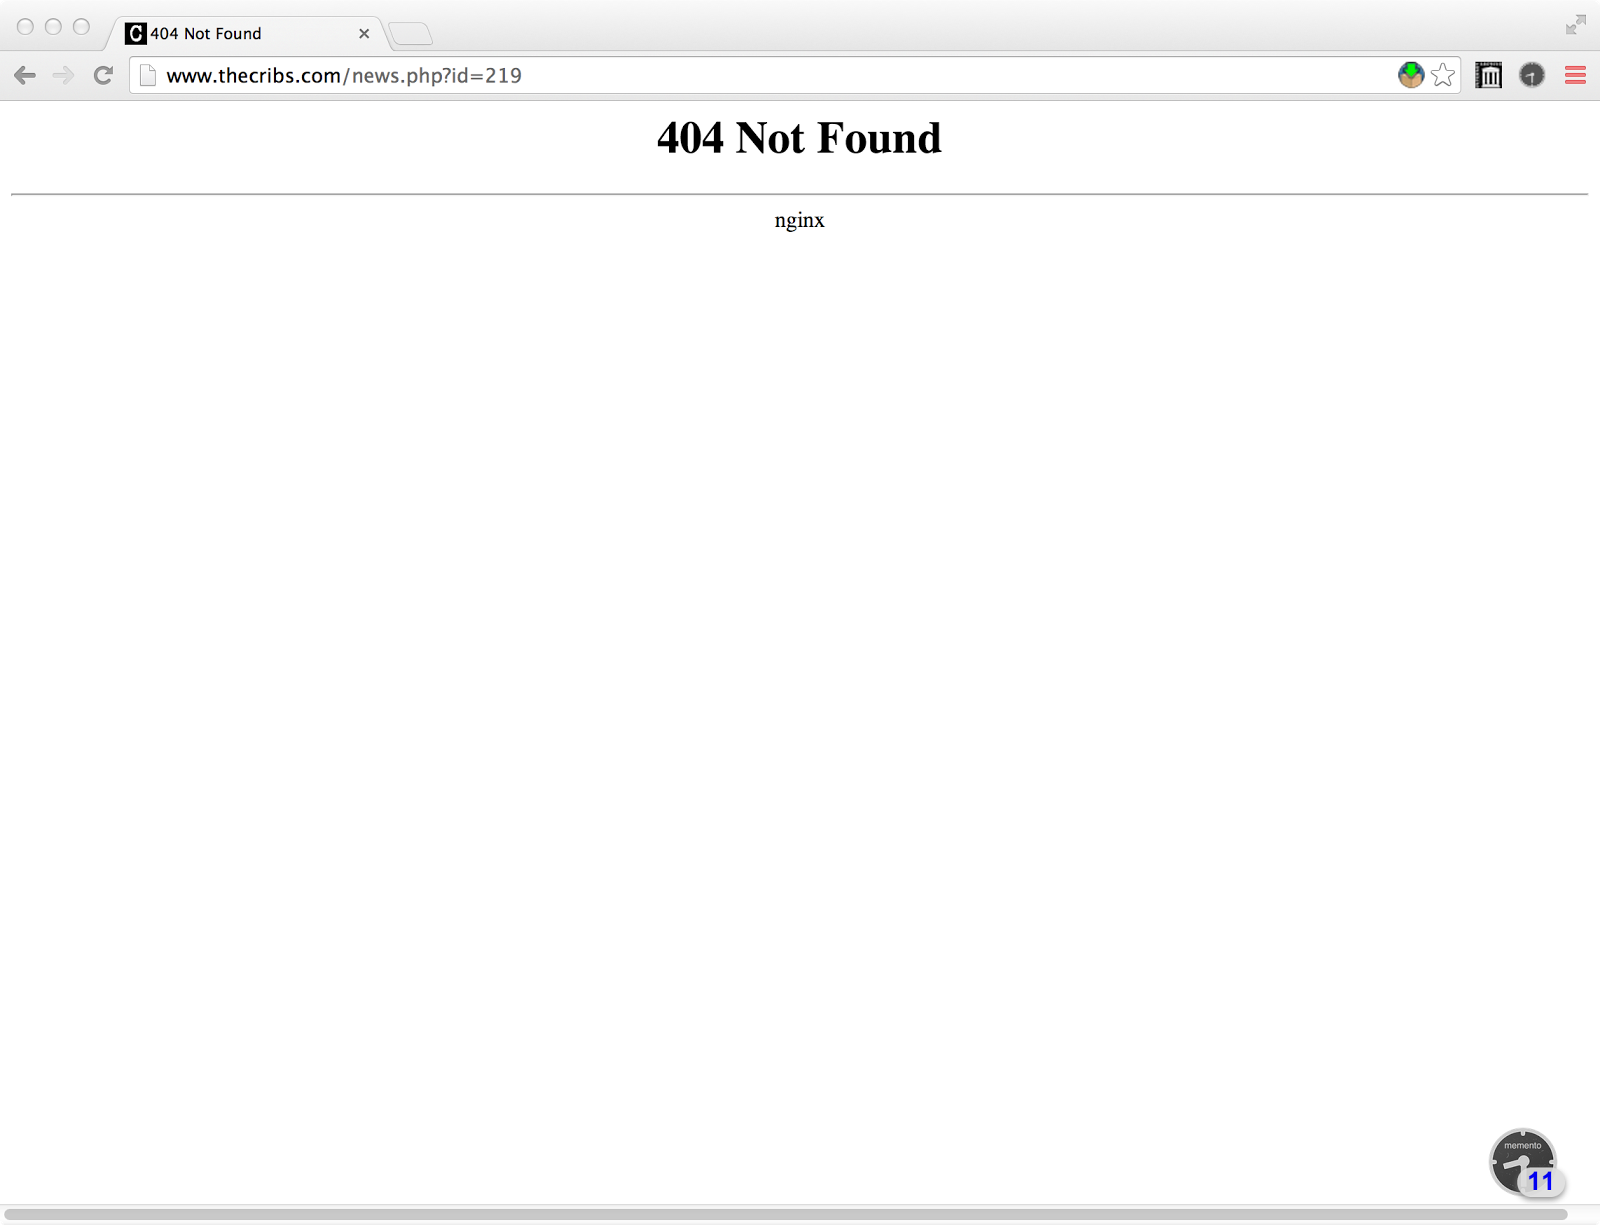 C 404 Not Found
www.thecribs.com/news.php?id=219
404 Not Found
nginx
memento
11